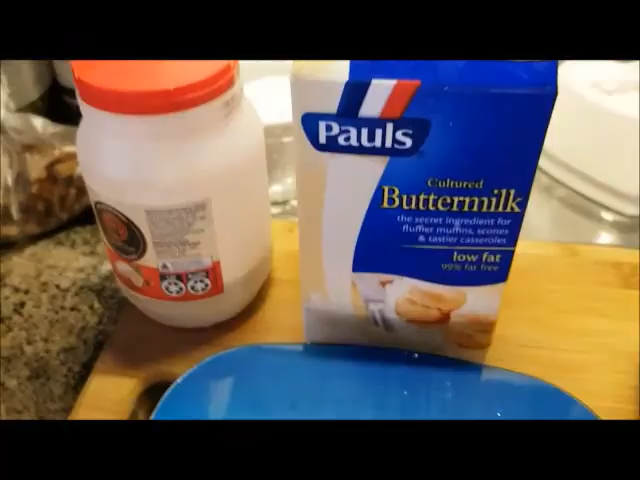 Pauls
Cultured
Buttermilk
the secret ingredient for
fluffier muffins, scones
& tastier casseroles
low fat
99% fat free